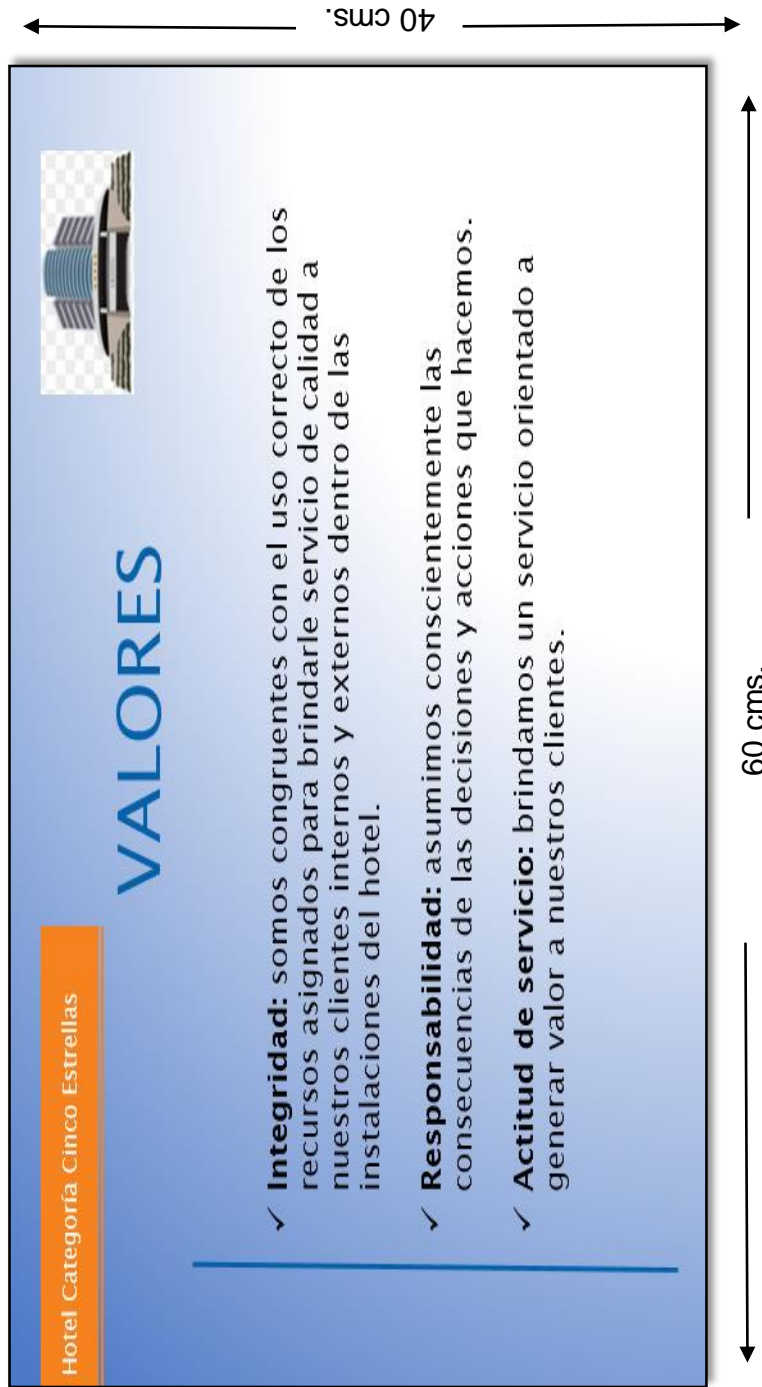 40 cms.
Hotel Categoría Cinco Estrellas
VALORES
✓ Integridad: somos congruentes con el uso correcto de los
recursos asignados para brindarle servicio de calidad a
nuestros clientes internos y externos dentro de las
instalaciones del hotel.
✓ Responsabilidad: asumimos conscientemente las
consecuencias de las decisiones y acciones que hacemos.
✓ Actitud de servicio: brindamos un servicio orientado a
generar valor a nuestros clientes.
60 cms.